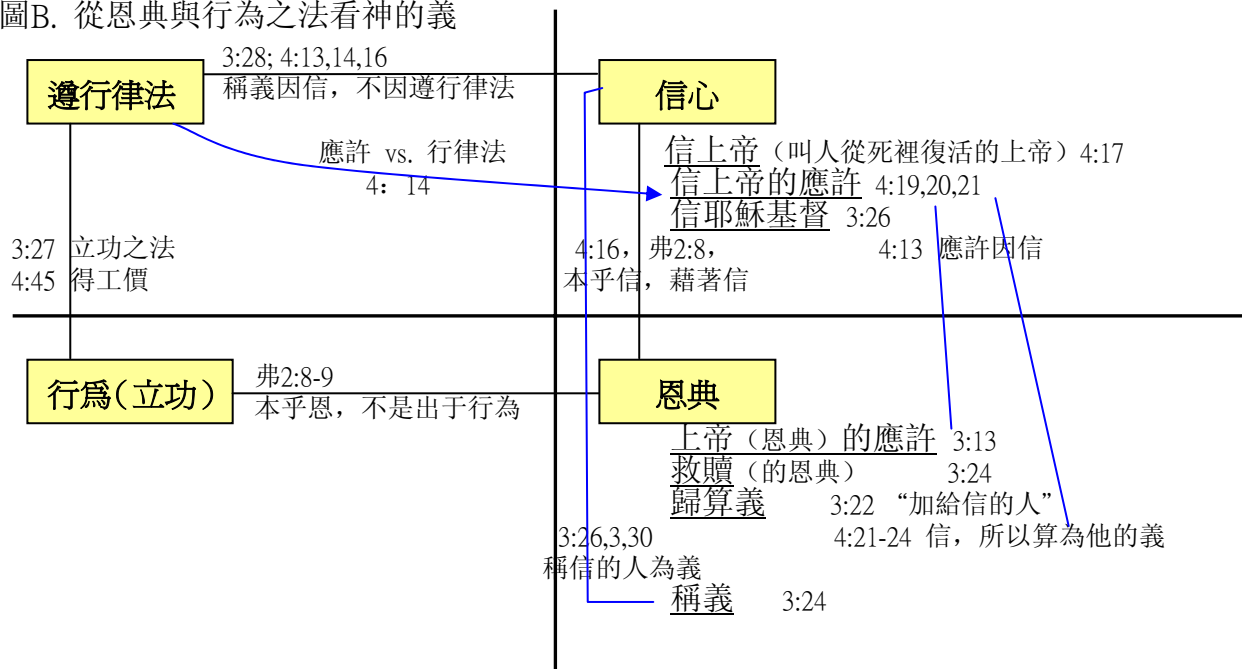 圖B. 從恩典與行為之法看神的義
3:28; 4:13,14,16
稱義因信，不因遵行律法
遵行律法
信心
應許 vs. 行律法
4: 14
信上帝（叫人從死裡復活的上帝）4:17
信上帝的應許 4:19,20,21
信耶穌基督 3:26
3:27 立功之法
4:45 得工價
4:16，弗2:8，
本乎信，藉著信
4:13 應許因信
行爲(立功)
弗2:8-9
本乎恩，不是出于行為
恩典
上帝（恩典）的應許 3:13
救贖（的恩典） 3:24
歸算義 3:22 “加給信的人”
3:26,3,30
稱信的人為義
4:21-24 信，所以算為他的義
稱義 3:24